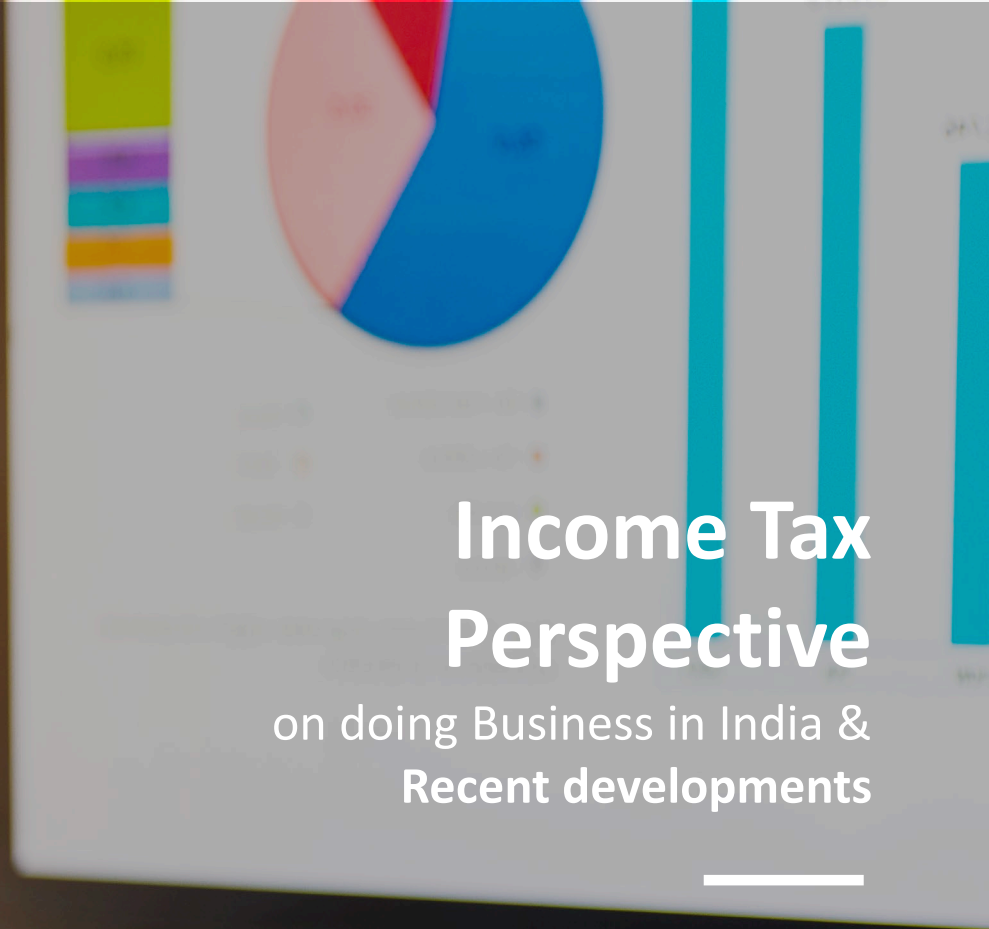 Income Tax
Perspective
on doing Business in India &
Recent developments